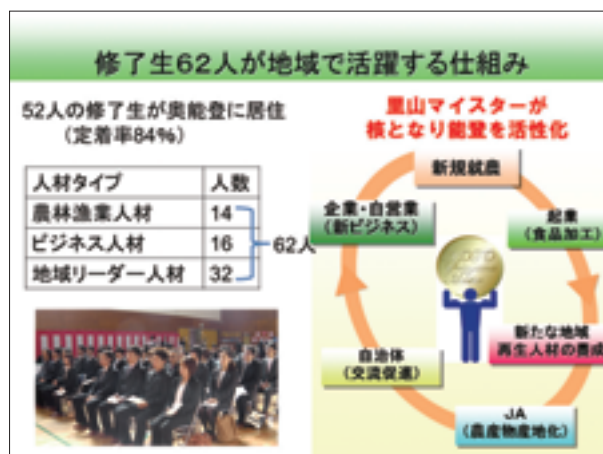 修了生62人が地域で活躍する仕組み
52人の修了生が奥能登に居住
(定着率84%)
人材タイプ 人数
農林漁業人材 14
ビジネス人材 16
地域リーダー人材 32
62人
里山マイスターが
核となり能登を活性化
新規就農
起業
(食品加工)
新たな地域
再生人材の養成
JA
(農産物産地化)
自治体
(交流促進)
企業・自営業
(新ビジネス)